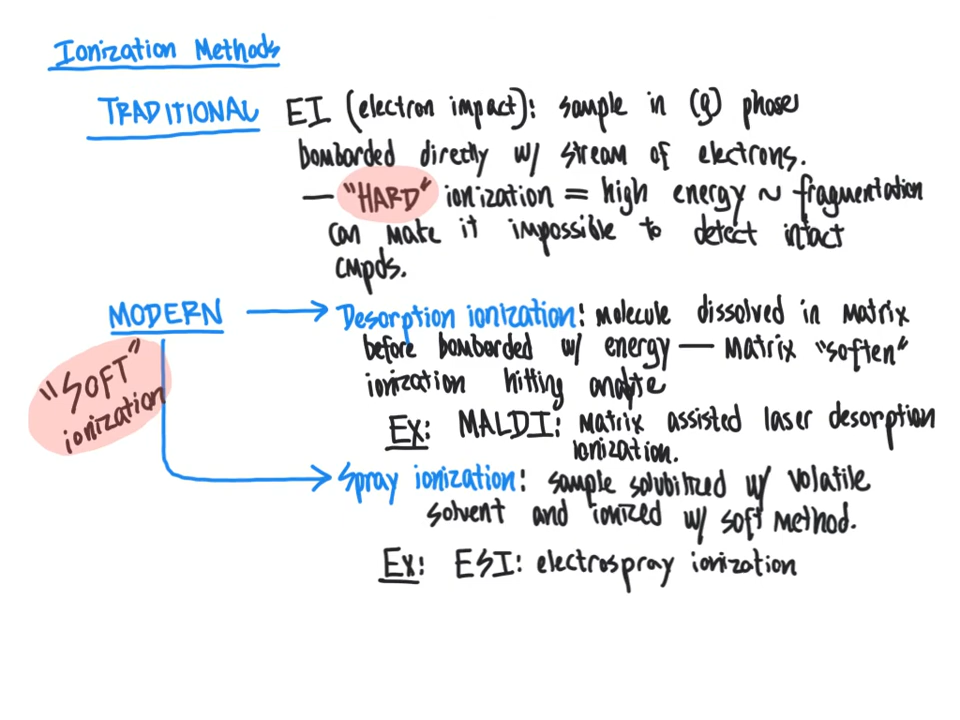 Ionization Methods
TRADITIONAL EI (electron impact): sample in (g) phase
bomborded directly w/ stream of electrons.
— "HARD" ionization = high energy ~ fragmentation
can make it impossible to detect intact
cmpds.
MODERN → Desorption ionization: molecule dissolved in matrix
before bomborded w/ energy — matrix "soften"
ionization hitting analyte
"SOFT"
ionization
Ex: MALDI: matrix assisted laser desorption
ionization.
Spray ionization: sample solubilized w/ volatile
solvent and ionized w/ soft method.
Ex: ESI: electrospray ionization